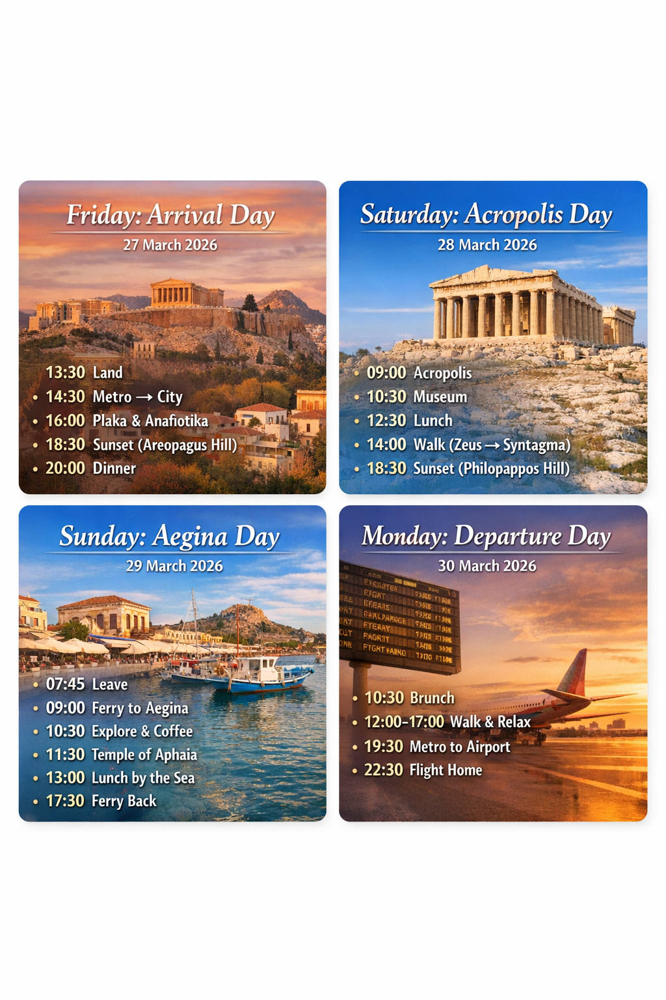 Friday: Arrival Day
27 March 2026
13:30 Land
• 14:30 Metro → City
• 16:00 Plaka & Anafiotika
• 18:30 Sunset (Areopagus Hill)
• 20:00 Dinner
Saturday: Acropolis Day
28 March 2026
• 09:00 Acropolis
• 10:30 Museum
• 12:30 Lunch
• 14:00 Walk (Zeus → Syntagma)
• 18:30 Sunset (Philopappos Hill)
Sunday: Aegina Day
29 March 2026
• 07:45 Leave
• 09:00 Ferry to Aegina
• 10:30 Explore & Coffee
• 11:30 Temple of Aphaia
• 13:00 Lunch by the Sea
• 17:30 Ferry Back
Monday: Departure Day
30 March 2026
• 10:30 Brunch
• 12:00–17:00 Walk & Relax
• 19:30 Metro to Airport
• 22:30 Flight Home